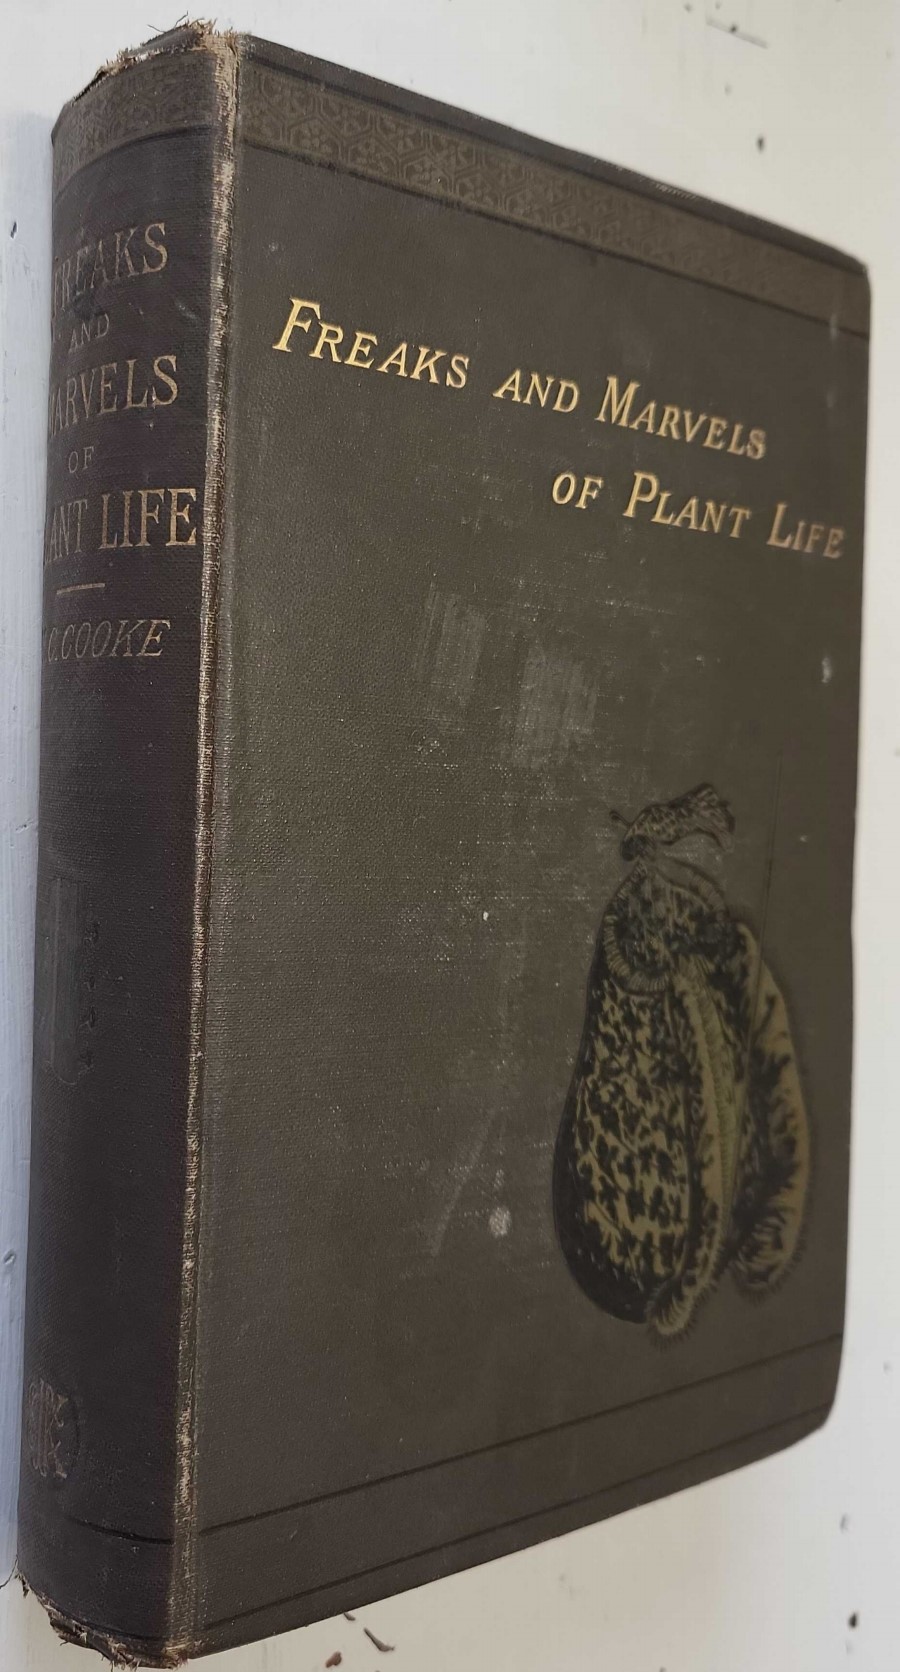 FREAKS
AND
MARVELS
OF
PLANT LIFE
C. COOKE
FREAKS AND MARVELS
OF PLANT LIFE